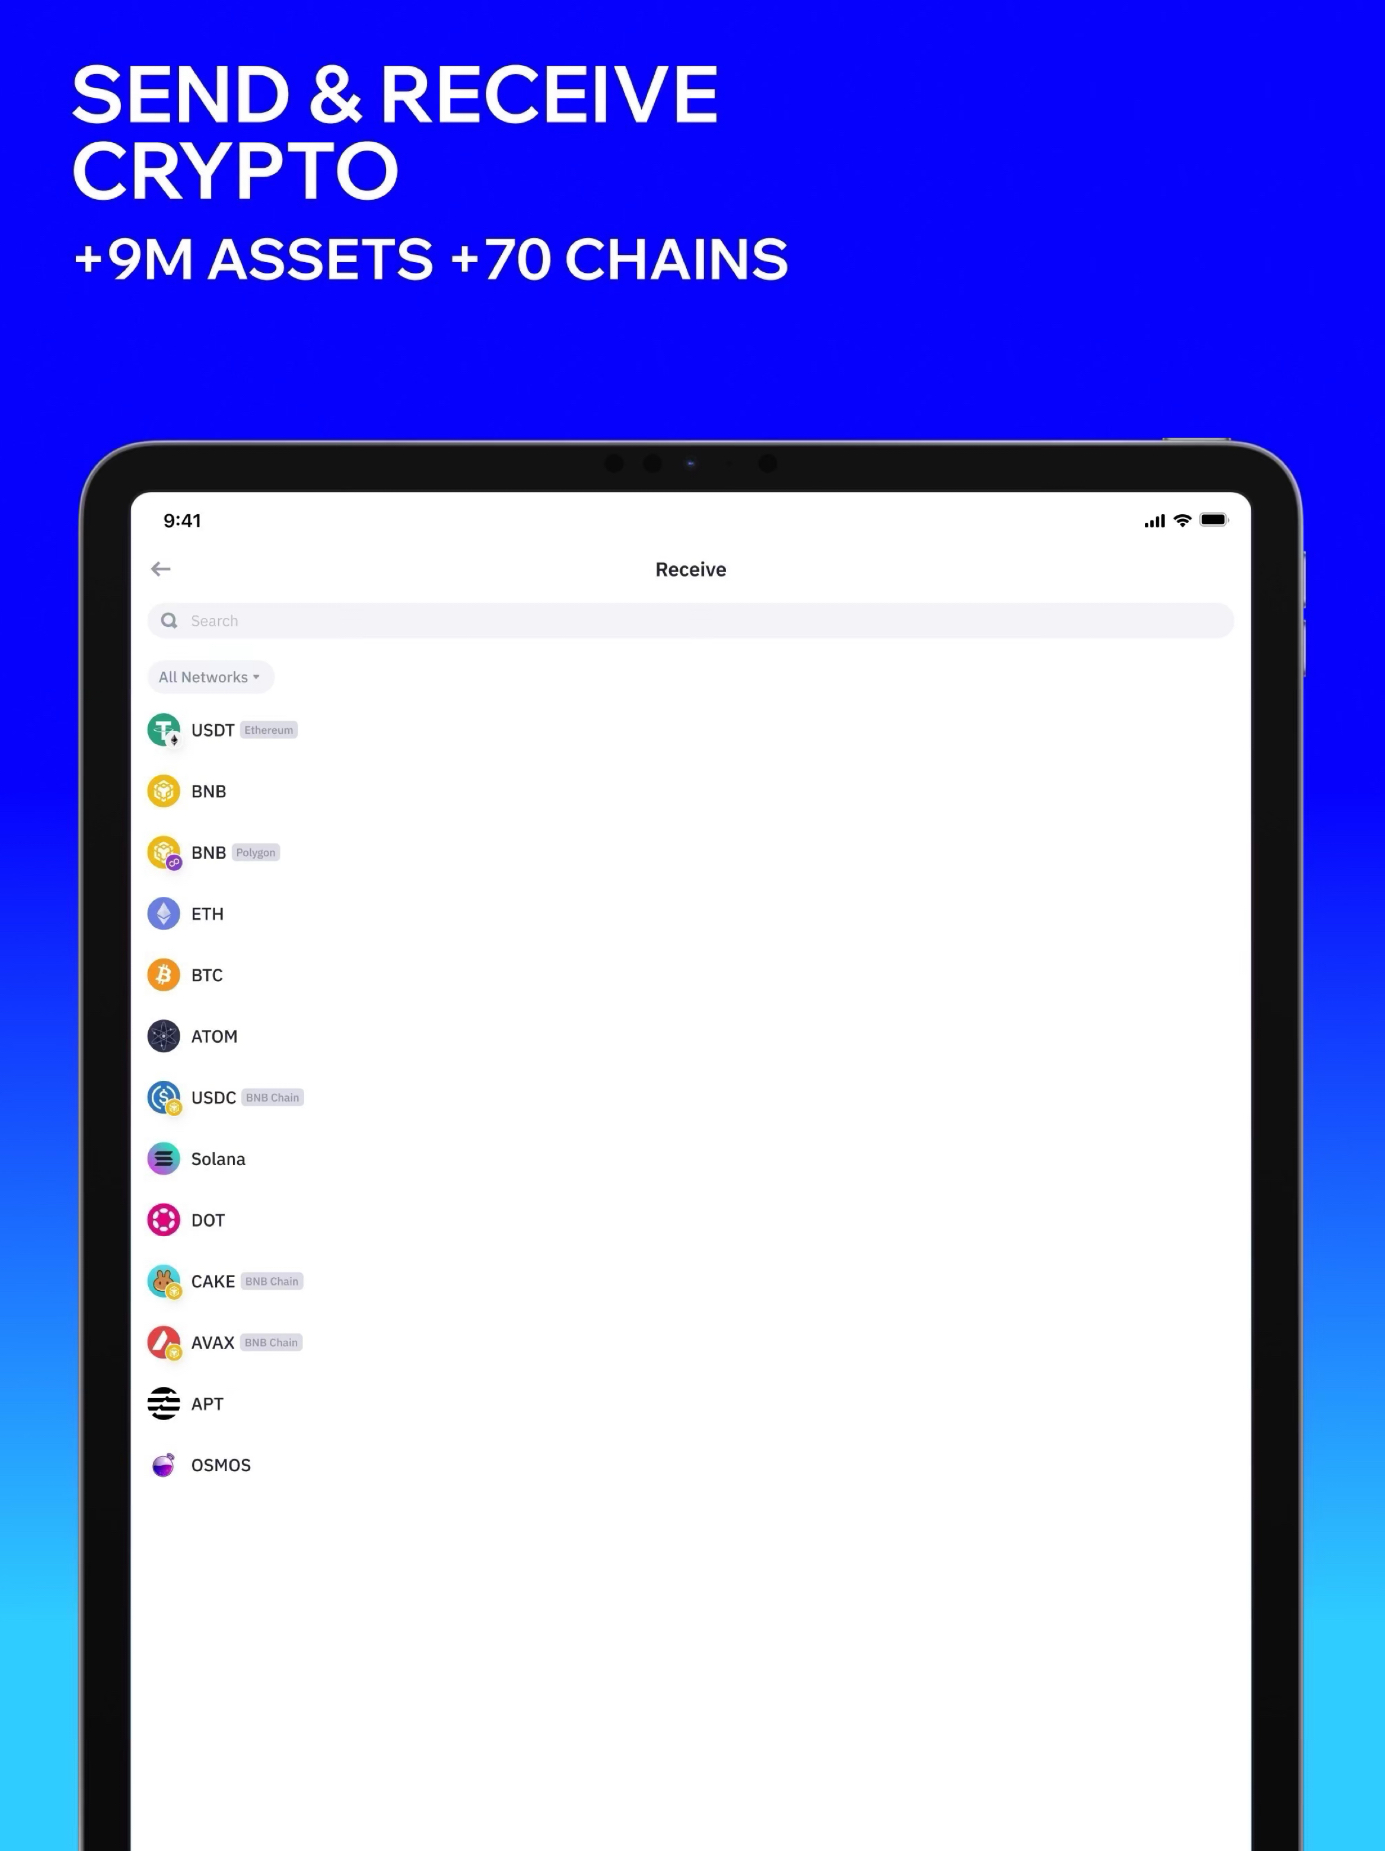 SEND & RECEIVE
CRYPTO
+9M ASSETS +70 CHAINS
9:41
Receive
Search
All Networks
USDT Ethereum
BNB
BNB Polygon
ETH
BTC
ATOM
USDC BNB Chain
Solana
DOT
CAKE BNB Chain
AVAX BNB Chain
APT
OSMOS